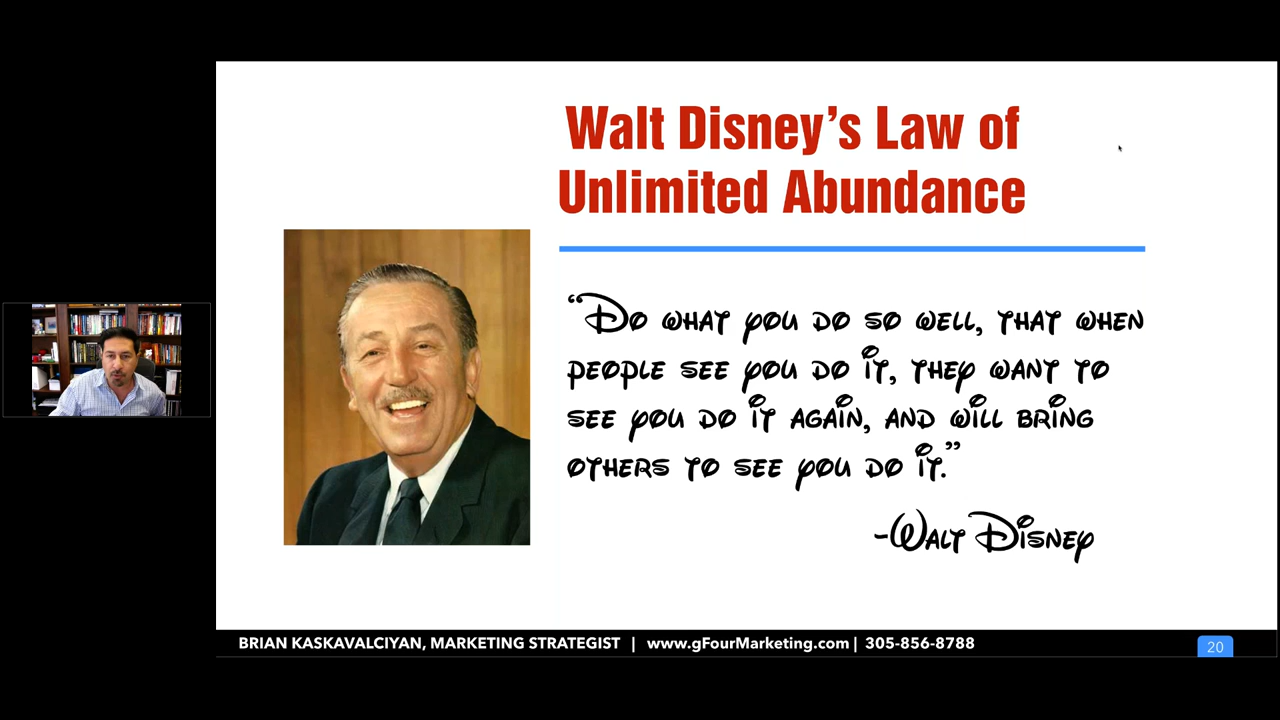 Walt Disney's Law of
Unlimited Abundance
“Do what you do so well, that when
people see you do it, they want to
see you do it again, and will bring
others to see you do it.”
-Walt Disney
BRIAN KASKAVALCIYAN, MARKETING STRATEGIST | www.gFourMarketing.com | 305-856-8788
20